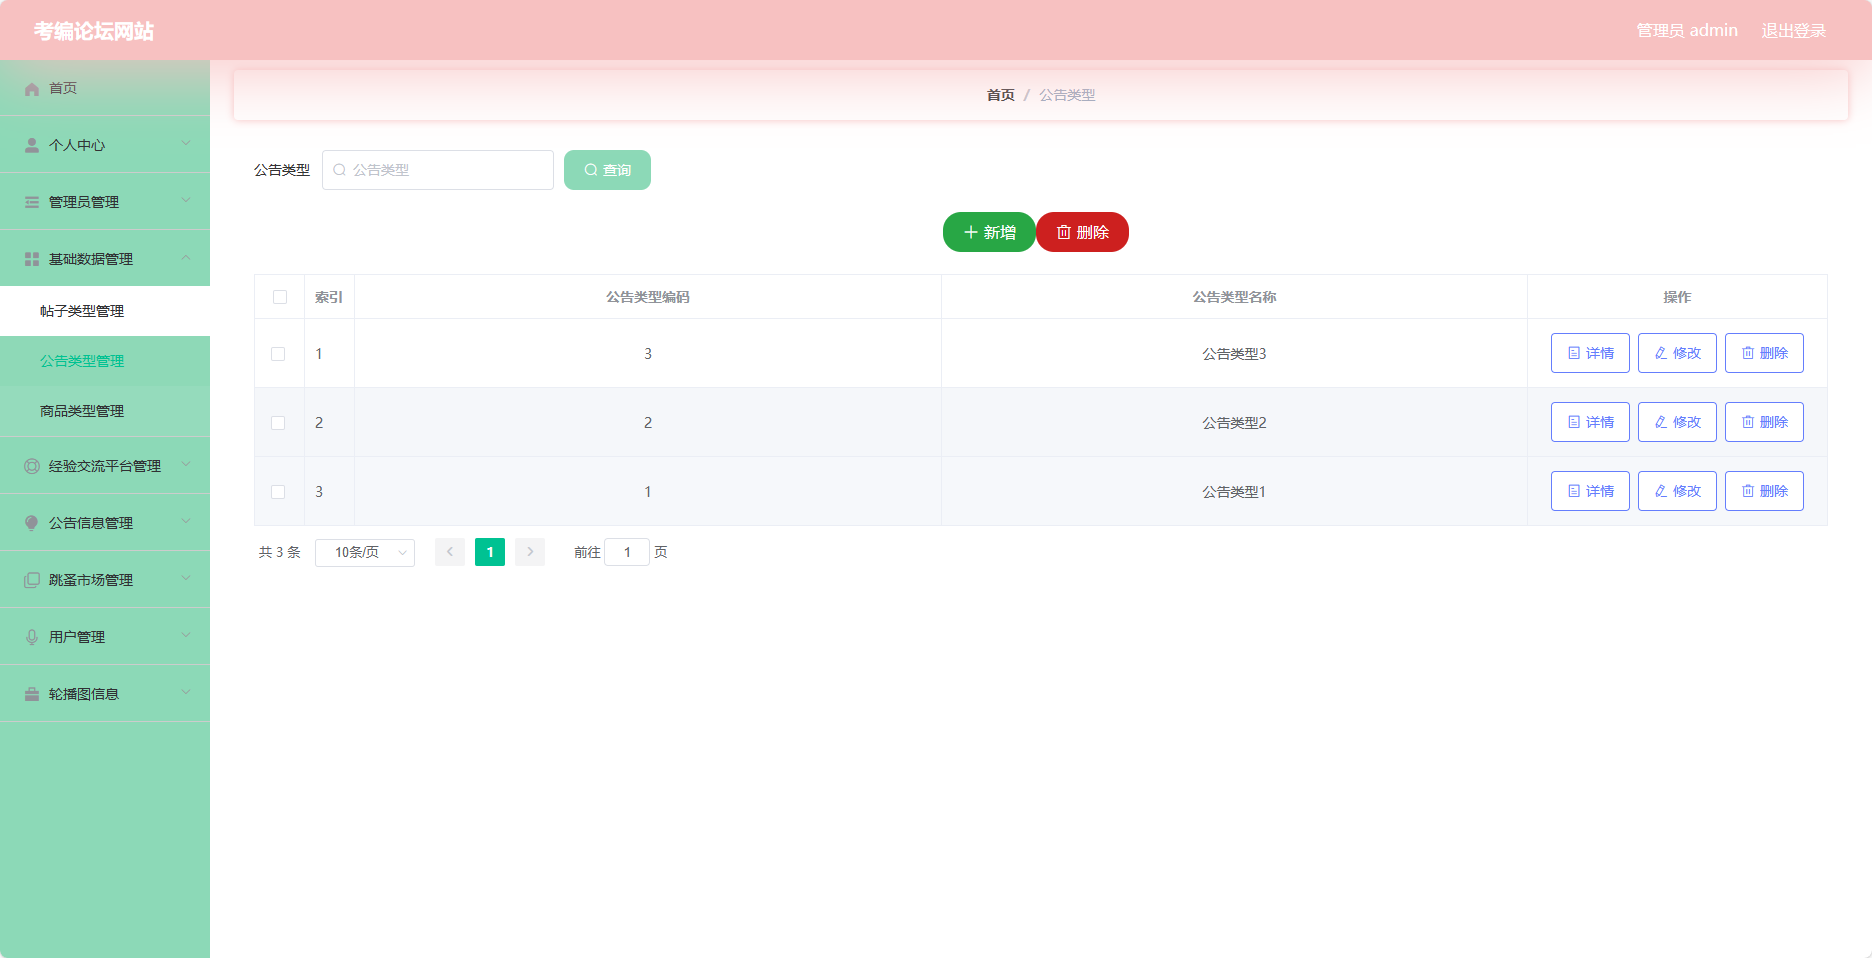 考编论坛网站
管理员 admin
退出登录
首页
个人中心
管理员管理
基础数据管理
帖子类型管理
公告类型管理
商品类型管理
经验交流平台管理
公告信息管理
跳蚤市场管理
用户管理
轮播图信息
首页 / 公告类型
公告类型 公告类型 查询
新增 删除
索引 公告类型编码 公告类型名称 操作
1 3 公告类型3 详情 修改 删除
2 2 公告类型2 详情 修改 删除
3 1 公告类型1 详情 修改 删除
共 3 条 10条/页 1 前往 1 页